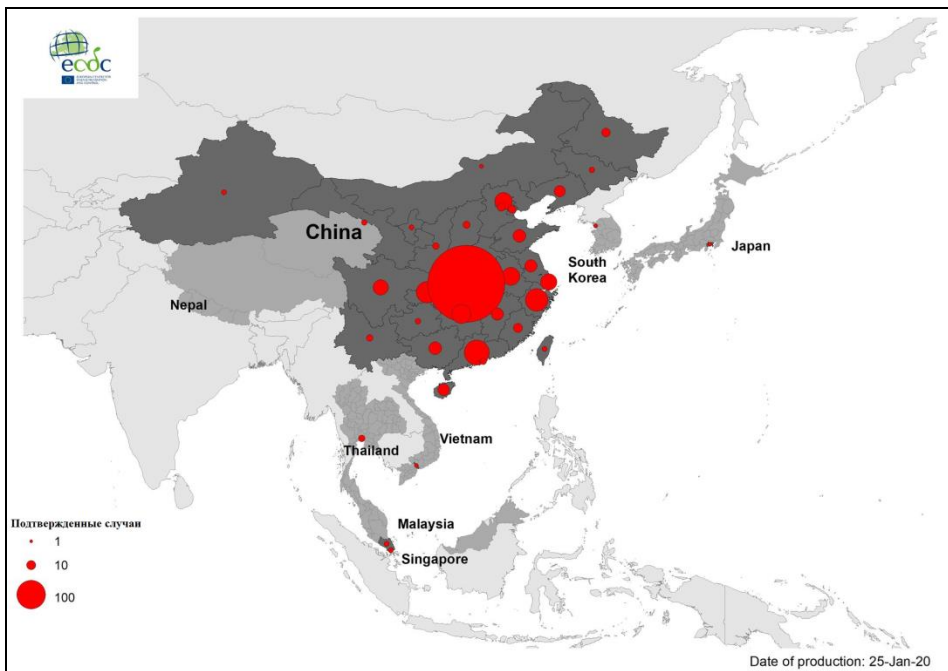 ecdc
China
Japan
South
Korea
Nepal
Vietnam
Thailand
Malaysia
Singapore
Подтвержденные случаи
1
10
100
Date of production: 25-Jan-20